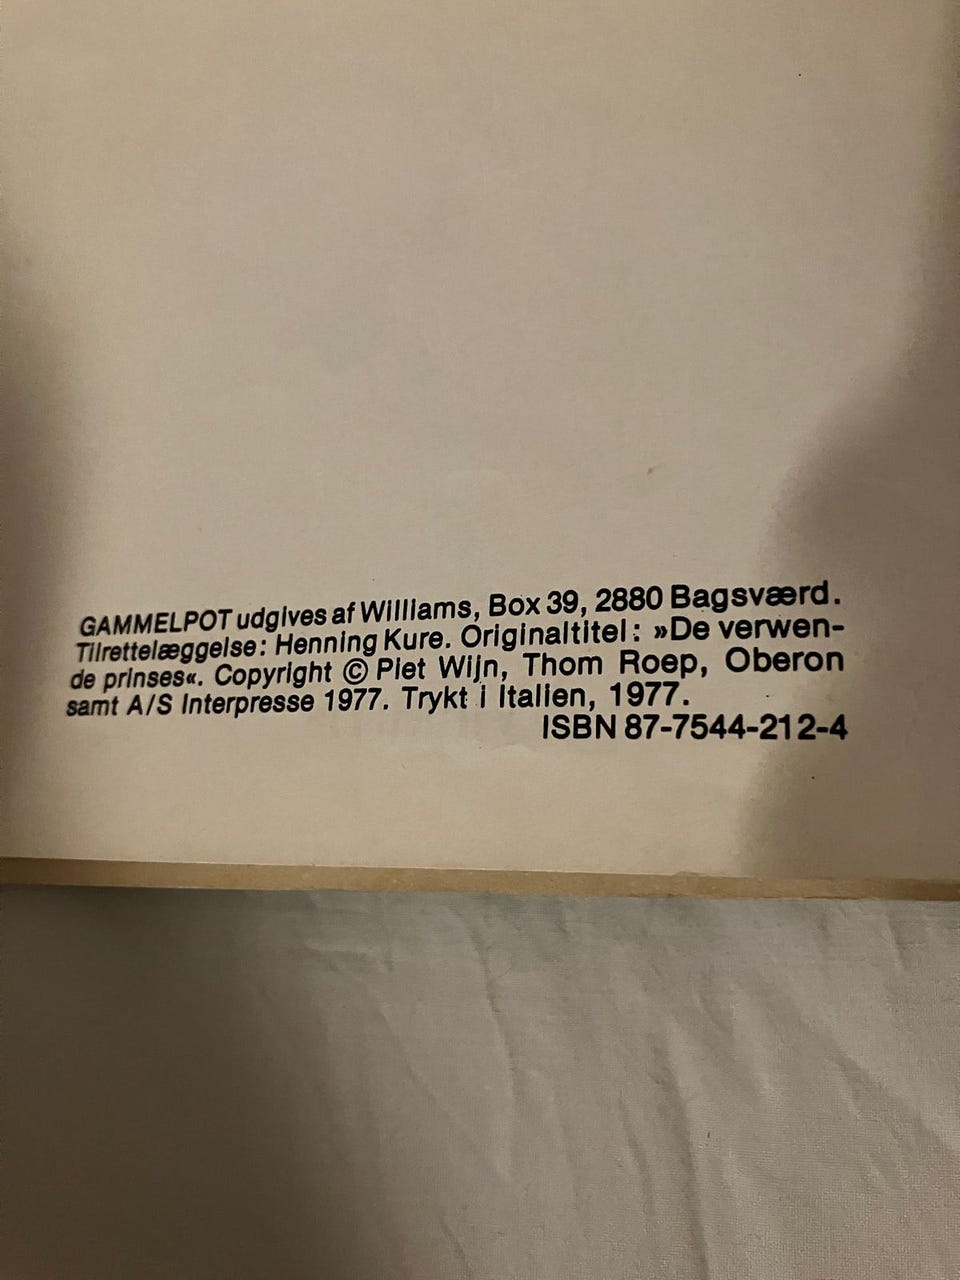 GAMMELPOT udgives af Williams, Box 39, 2880 Bagsværd.
Tilrettelæggelse: Henning Kure. Originaltitel: »De verwen-
de prinses«. Copyright © Piet Wijn, Thom Roep, Oberon
samt A/S Interpresse 1977. Trykt i Italien, 1977.
ISBN 87-7544-212-4